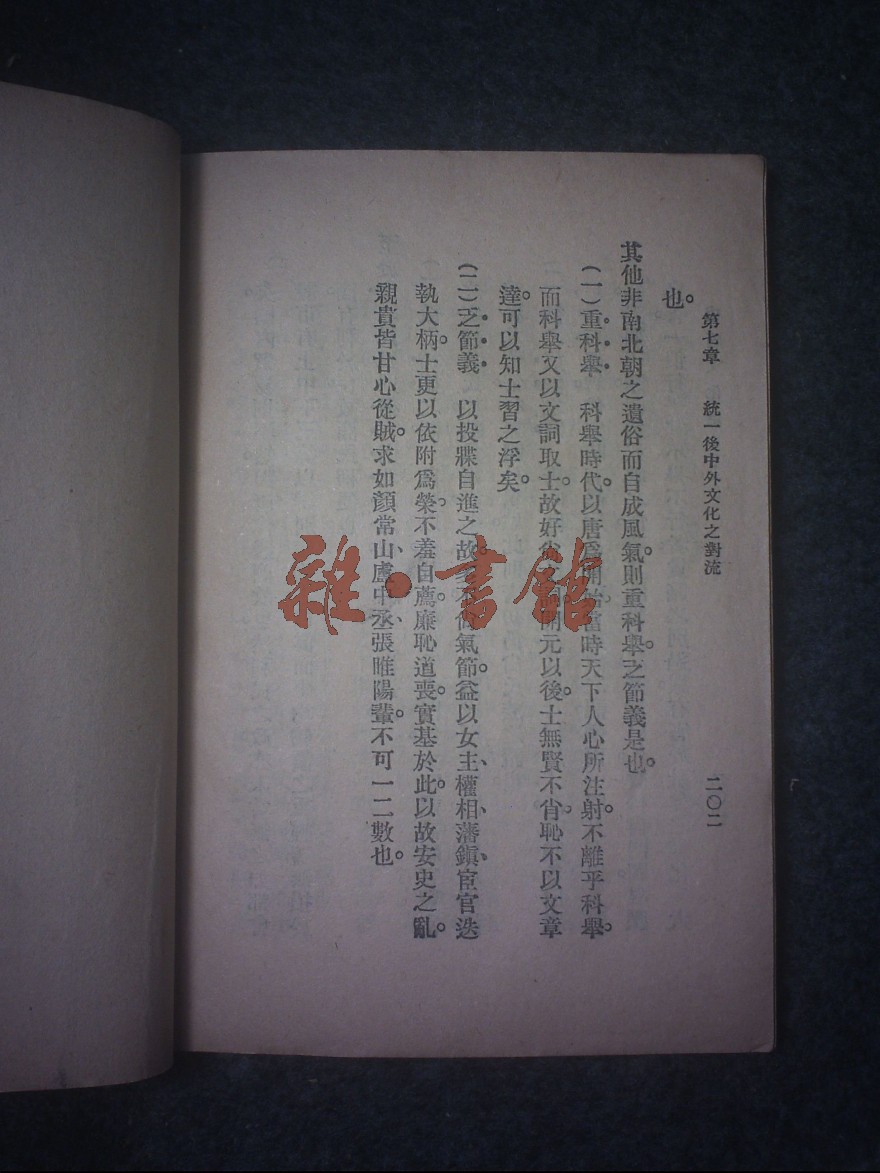 第七章　統一後中外文化之對流　二〇二
也。
其他非南北朝之遺俗而自成風氣。則重科舉。乏節義是也。
（一）重科舉　科舉時代。以唐爲開始。當時天下人心所注射。不離乎科舉。
而科舉又以文詞取士。故好 開元以後。士無賢不肖。恥不以文章
達。可以知士習之浮矣。
（二）乏節義　以投牒自進之故。多不 氣節。益以女主、權相、藩鎭、宦官迭
執大柄。士更以依附爲榮。不羞自薦。廉恥道喪。實基於此。以故安史之亂。
親貴皆甘心從賊。求如顏常山、盧中丞、張睢陽輩。不可一二數也。
雜·書館